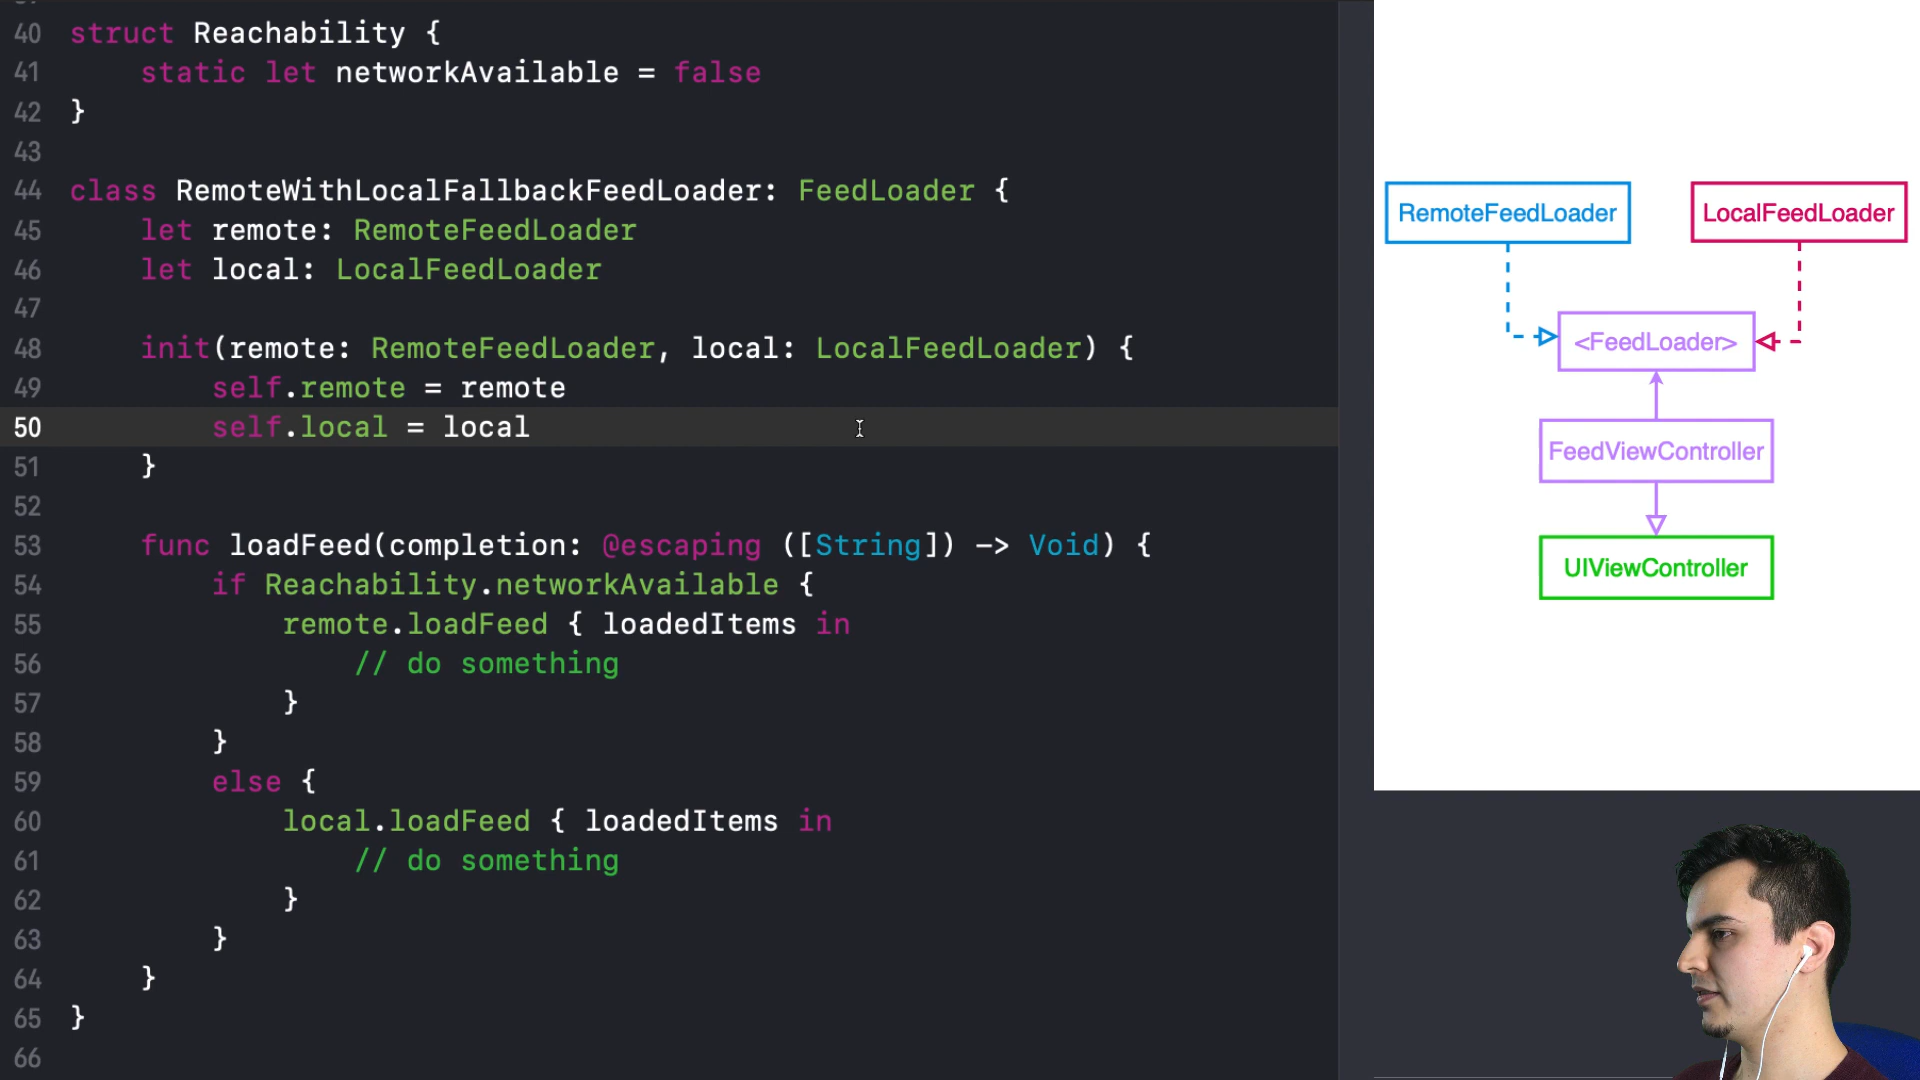 40 struct Reachability {
41 static let networkAvailable = false
42 }
43
44 class RemoteWithLocalFallbackFeedLoader: FeedLoader {
45 let remote: RemoteFeedLoader
46 let local: LocalFeedLoader
47
48 init(remote: RemoteFeedLoader, local: LocalFeedLoader) {
49 self.remote = remote
50 self.local = local
51 }
52
53 func loadFeed(completion: @escaping ([String]) -> Void) {
54 if Reachability.networkAvailable {
55 remote.loadFeed { loadedItems in
56 // do something
57 }
58 }
59 else {
60 local.loadFeed { loadedItems in
61 // do something
62 }
63 }
64 }
65 }
66
RemoteFeedLoader
LocalFeedLoader
<FeedLoader>
FeedViewController
UIViewController